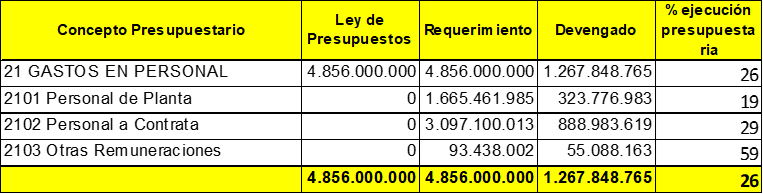 Concepto Presupuestario Ley de Presupuestos Requerimiento Devengado % ejecución presupuestaria
21 GASTOS EN PERSONAL 4.856.000.000 4.856.000.000 1.267.848.765 26
2101 Personal de Planta 0 1.665.461.985 323.776.983 19
2102 Personal a Contrata 0 3.097.100.013 888.983.619 29
2103 Otras Remuneraciones 0 93.438.002 55.088.163 59
4.856.000.000 4.856.000.000 1.267.848.765 26